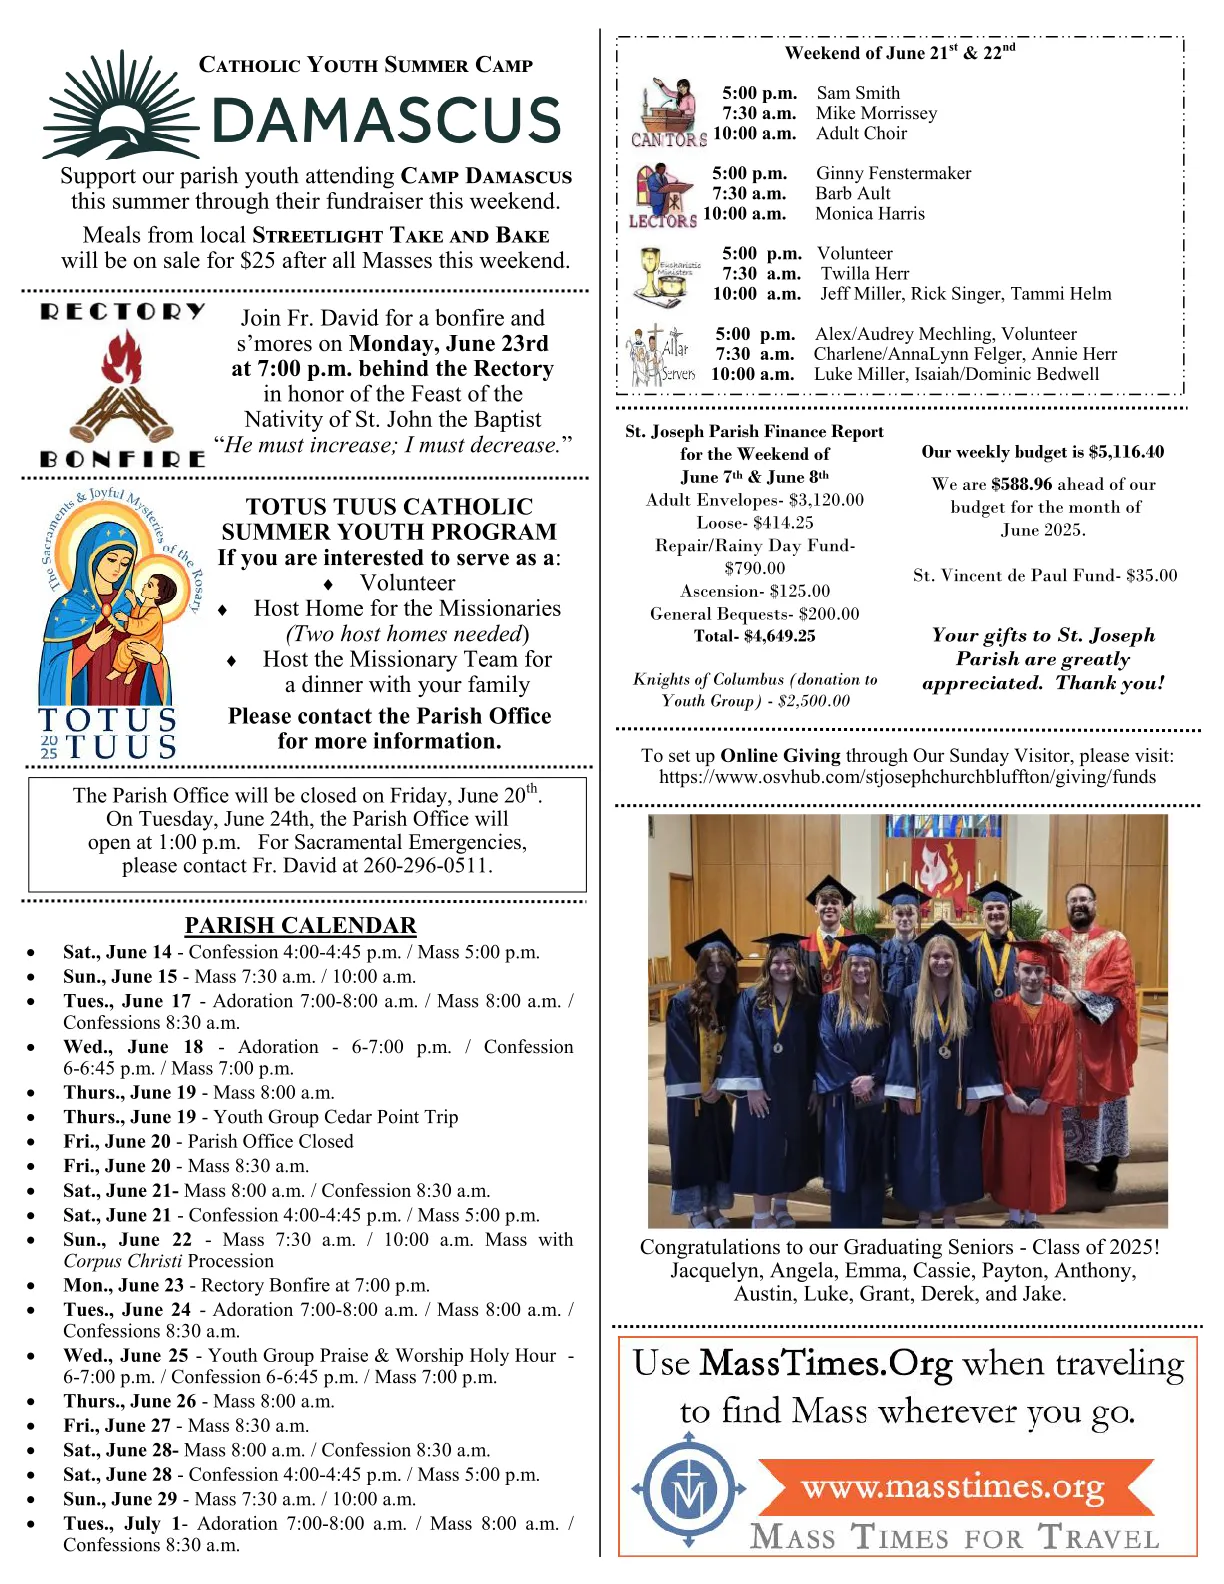 CATHOLIC YOUTH SUMMER CAMP
DAMASCUS
Support our parish youth attending CAMP DAMASCUS
this summer through their fundraiser this weekend.
Meals from local STREETLIGHT TAKE AND BAKE
will be on sale for $25 after all Masses this weekend.
RECTORY
BONFIRE
Join Fr. David for a bonfire and
s’mores on Monday, June 23rd
at 7:00 p.m. behind the Rectory
in honor of the Feast of the
Nativity of St. John the Baptist
“He must increase; I must decrease.”
The Sacraments & Joyful Mysteries of the Rosary
TOTUS
2025 TUUS
TOTUS TUUS CATHOLIC
SUMMER YOUTH PROGRAM
If you are interested to serve as a:
♦ Volunteer
♦ Host Home for the Missionaries
(Two host homes needed)
♦ Host the Missionary Team for
a dinner with your family
Please contact the Parish Office
for more information.
The Parish Office will be closed on Friday, June 20th.
On Tuesday, June 24th, the Parish Office will
open at 1:00 p.m. For Sacramental Emergencies,
please contact Fr. David at 260-296-0511.
PARISH CALENDAR
• Sat., June 14 - Confession 4:00-4:45 p.m. / Mass 5:00 p.m.
• Sun., June 15 - Mass 7:30 a.m. / 10:00 a.m.
• Tues., June 17 - Adoration 7:00-8:00 a.m. / Mass 8:00 a.m. /
Confessions 8:30 a.m.
• Wed., June 18 - Adoration - 6-7:00 p.m. / Confession
6-6:45 p.m. / Mass 7:00 p.m.
• Thurs., June 19 - Mass 8:00 a.m.
• Thurs., June 19 - Youth Group Cedar Point Trip
• Fri., June 20 - Parish Office Closed
• Fri., June 20 - Mass 8:30 a.m.
• Sat., June 21- Mass 8:00 a.m. / Confession 8:30 a.m.
• Sat., June 21 - Confession 4:00-4:45 p.m. / Mass 5:00 p.m.
• Sun., June 22 - Mass 7:30 a.m. / 10:00 a.m. Mass with
Corpus Christi Procession
• Mon., June 23 - Rectory Bonfire at 7:00 p.m.
• Tues., June 24 - Adoration 7:00-8:00 a.m. / Mass 8:00 a.m. /
Confessions 8:30 a.m.
• Wed., June 25 - Youth Group Praise & Worship Holy Hour -
6-7:00 p.m. / Confession 6-6:45 p.m. / Mass 7:00 p.m.
• Thurs., June 26 - Mass 8:00 a.m.
• Fri., June 27 - Mass 8:30 a.m.
• Sat., June 28- Mass 8:00 a.m. / Confession 8:30 a.m.
• Sat., June 28 - Confession 4:00-4:45 p.m. / Mass 5:00 p.m.
• Sun., June 29 - Mass 7:30 a.m. / 10:00 a.m.
• Tues., July 1- Adoration 7:00-8:00 a.m. / Mass 8:00 a.m. /
Confessions 8:30 a.m.
Weekend of June 21st & 22nd
CANTORS
5:00 p.m. Sam Smith
7:30 a.m. Mike Morrissey
10:00 a.m. Adult Choir
LECTORS
5:00 p.m. Ginny Fenstermaker
7:30 a.m. Barb Ault
10:00 a.m. Monica Harris
Eucharistic
Ministers
5:00 p.m. Volunteer
7:30 a.m. Twilla Herr
10:00 a.m. Jeff Miller, Rick Singer, Tammi Helm
Altar
Servers
5:00 p.m. Alex/Audrey Mechling, Volunteer
7:30 a.m. Charlene/AnnaLynn Felger, Annie Herr
10:00 a.m. Luke Miller, Isaiah/Dominic Bedwell
St. Joseph Parish Finance Report
for the Weekend of
June 7th & June 8th
Adult Envelopes- $3,120.00
Loose- $414.25
Repair/Rainy Day Fund-
$790.00
Ascension- $125.00
General Bequests- $200.00
Total- $4,649.25
Knights of Columbus (donation to
Youth Group) - $2,500.00
Our weekly budget is $5,116.40
We are $588.96 ahead of our
budget for the month of
June 2025.
St. Vincent de Paul Fund- $35.00
Your gifts to St. Joseph
Parish are greatly
appreciated. Thank you!
To set up Online Giving through Our Sunday Visitor, please visit:
https://www.osvhub.com/stjosephchurchbluffton/giving/funds
Congratulations to our Graduating Seniors - Class of 2025!
Jacquelyn, Angela, Emma, Cassie, Payton, Anthony,
Austin, Luke, Grant, Derek, and Jake.
Use MassTimes.Org when traveling
to find Mass wherever you go.
M
www.masstimes.org
MASS TIMES FOR TRAVEL